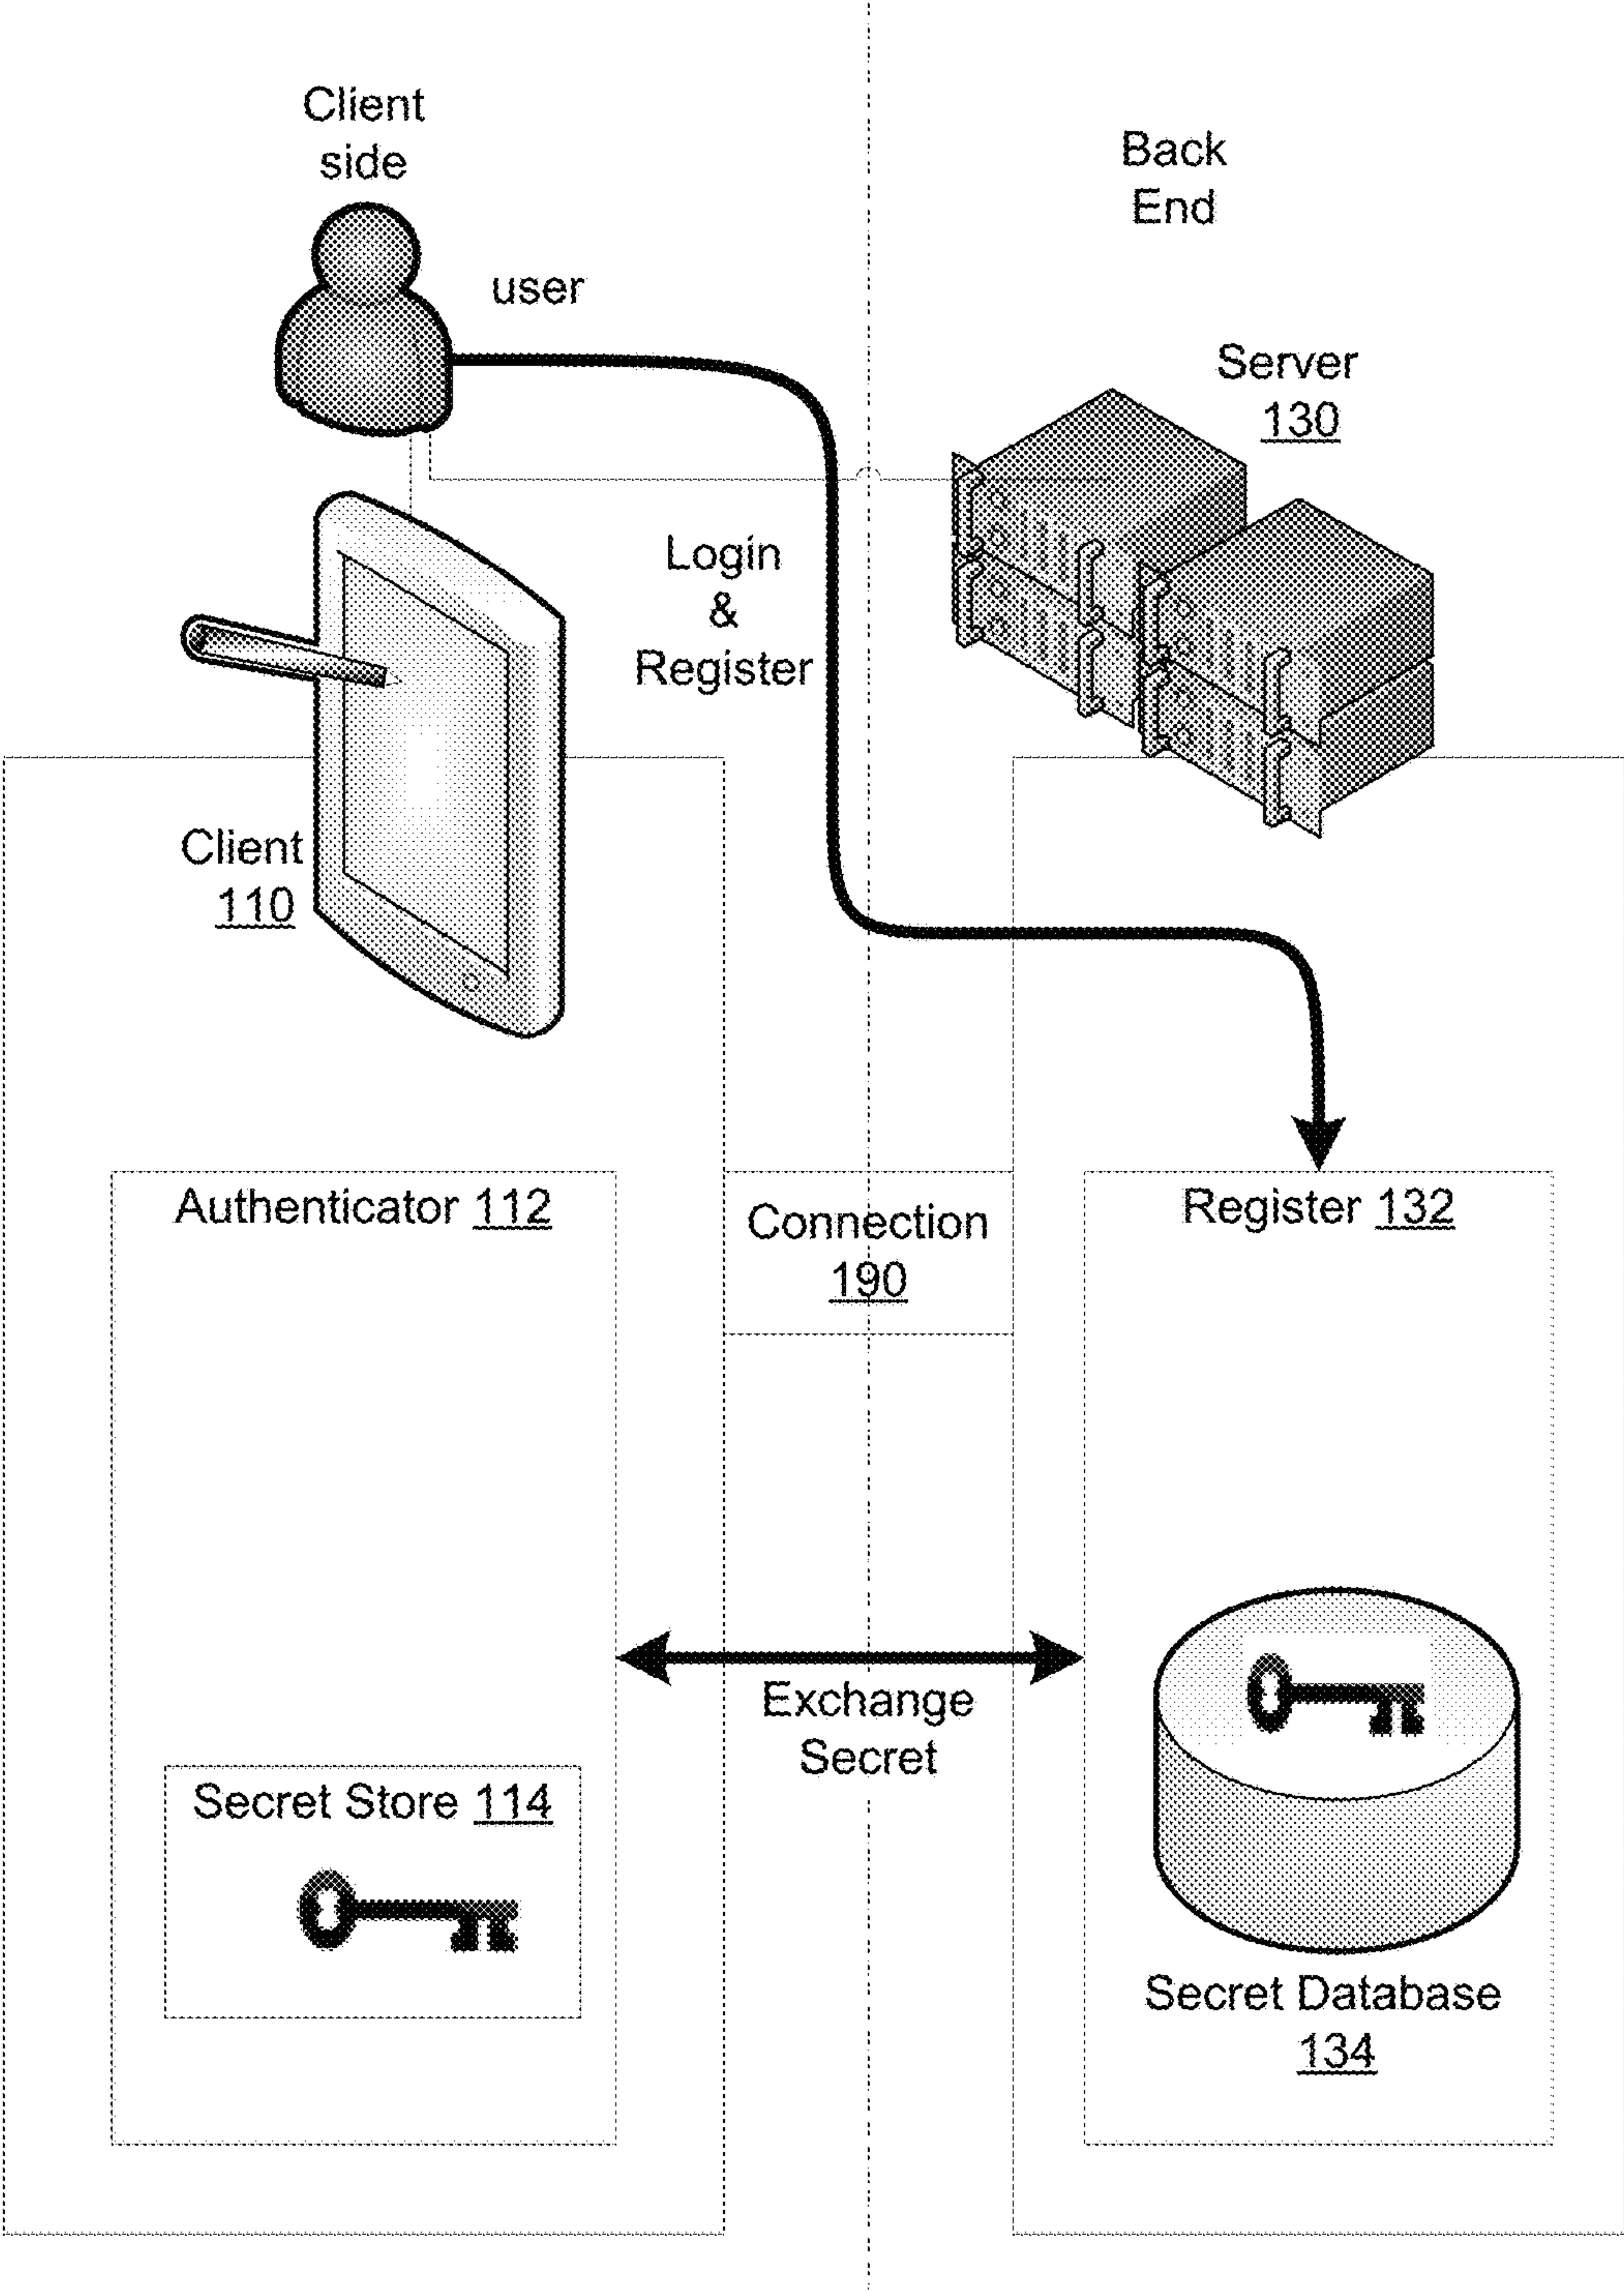 Client
side
Back
End
user
Server
130
Login
&
Register
Client
110
Authenticator 112
Connection
190
Register 132
Exchange
Secret
Secret Store 114
Secret Database
134